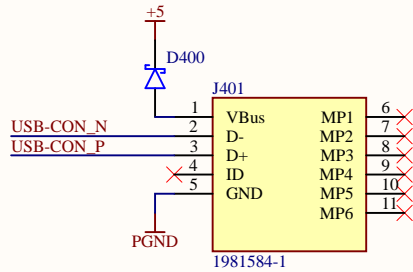 +5
D400
J401
1 VBus MP1 6
USB-CON_N 2 D- MP2 7
USB-CON_P 3 D+ MP3 8
4 ID MP4 9
5 GND MP5 10
MP6 11
PGND
1981584-1